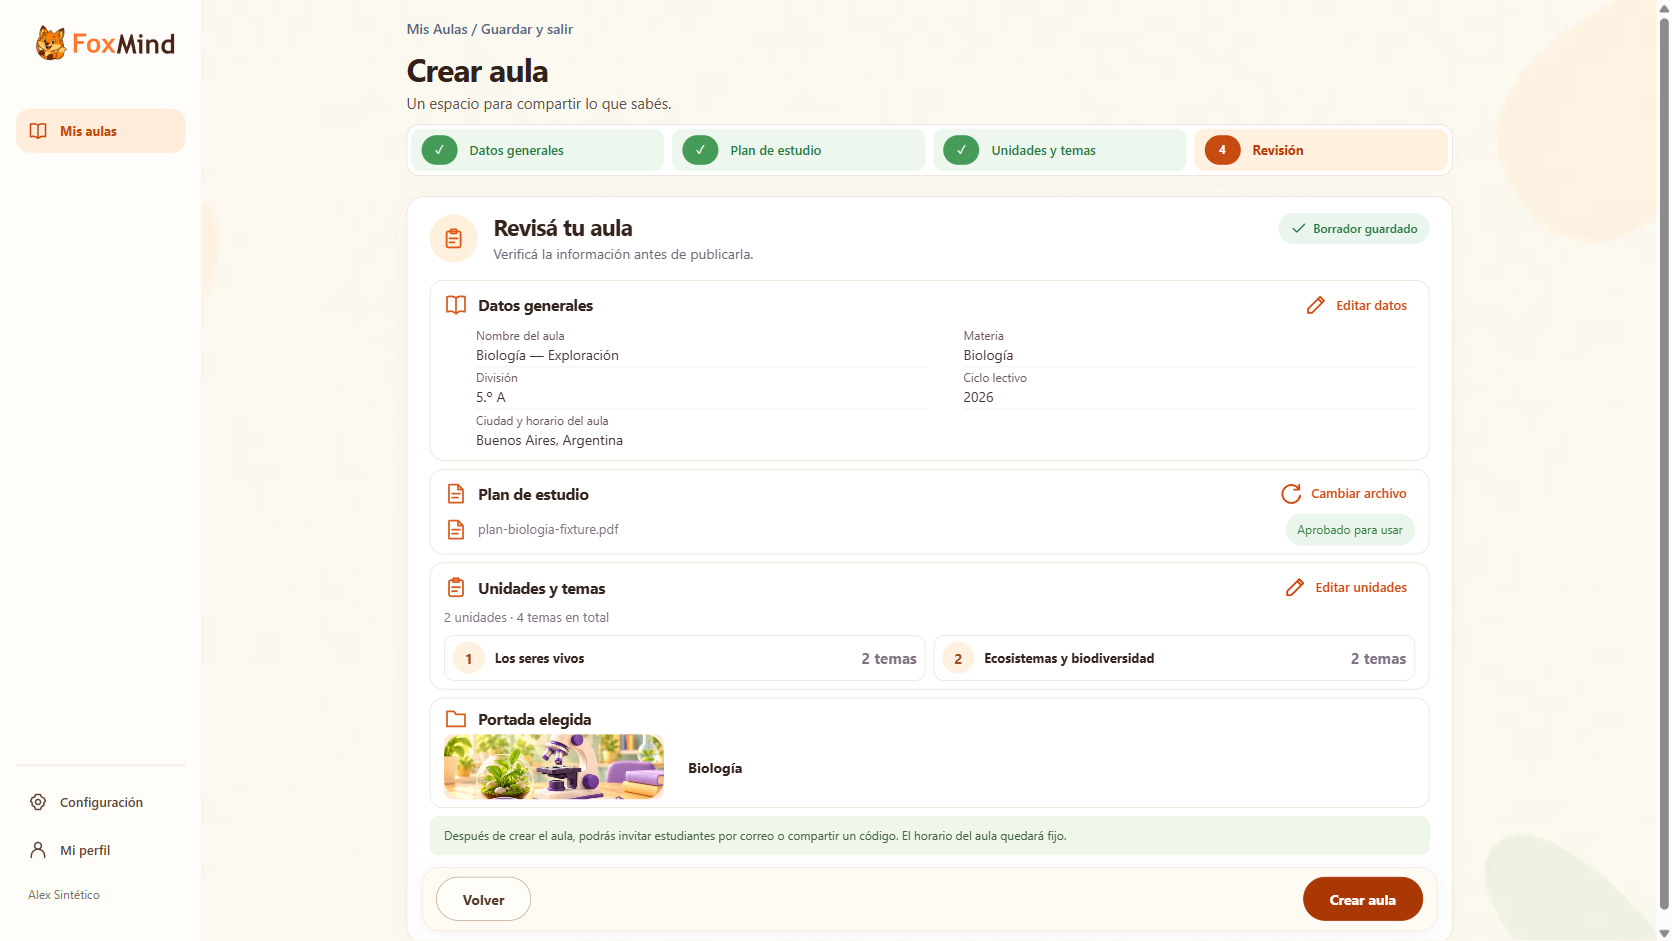 FoxMind
Mis aulas
Configuración
Mi perfil
Alex Sintético
Mis Aulas / Guardar y salir
Crear aula
Un espacio para compartir lo que sabés.
✓ Datos generales
✓ Plan de estudio
✓ Unidades y temas
4 Revisión
Revisá tu aula
Verificá la información antes de publicarla.
Borrador guardado
Datos generales
Editar datos
Nombre del aula
Biología — Exploración
Materia
Biología
División
5.º A
Ciclo lectivo
2026
Ciudad y horario del aula
Buenos Aires, Argentina
Plan de estudio
Cambiar archivo
plan-biologia-fixture.pdf
Aprobado para usar
Unidades y temas
Editar unidades
2 unidades · 4 temas en total
1 Los seres vivos 2 temas
2 Ecosistemas y biodiversidad 2 temas
Portada elegida
Biología
Después de crear el aula, podrás invitar estudiantes por correo o compartir un código. El horario del aula quedará fijo.
Volver
Crear aula